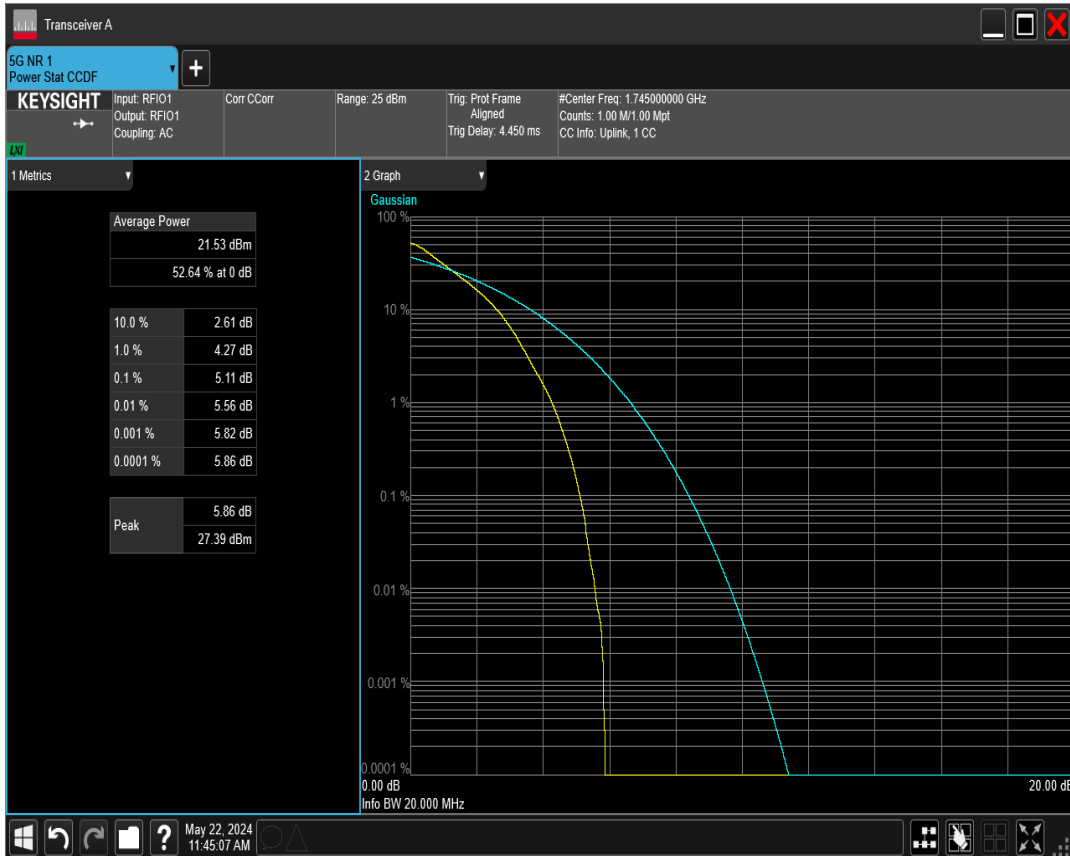 Transceiver A
5G NR 1
Power Stat CCDF
KEYSIGHT
LXI
Input: RFIO1
Output: RFIO1
Coupling: AC
Corr CCorr
Range: 25 dBm
Trig: Prot Frame
Aligned
Trig Delay: 4.450 ms
#Center Freq: 1.745000000 GHz
Counts: 1.00 M/1.00 Mpt
CC Info: Uplink, 1 CC
1 Metrics
Average Power
21.53 dBm
52.64 % at 0 dB
10.0 % 2.61 dB
1.0 % 4.27 dB
0.1 % 5.11 dB
0.01 % 5.56 dB
0.001 % 5.82 dB
0.0001 % 5.86 dB
Peak
5.86 dB
27.39 dBm
2 Graph
Gaussian
100 %
10 %
1 %
0.1 %
0.01 %
0.001 %
0.0001 %
0.00 dB 20.00 dB
Info BW 20.000 MHz
?
May 22, 2024
11:45:07 AM